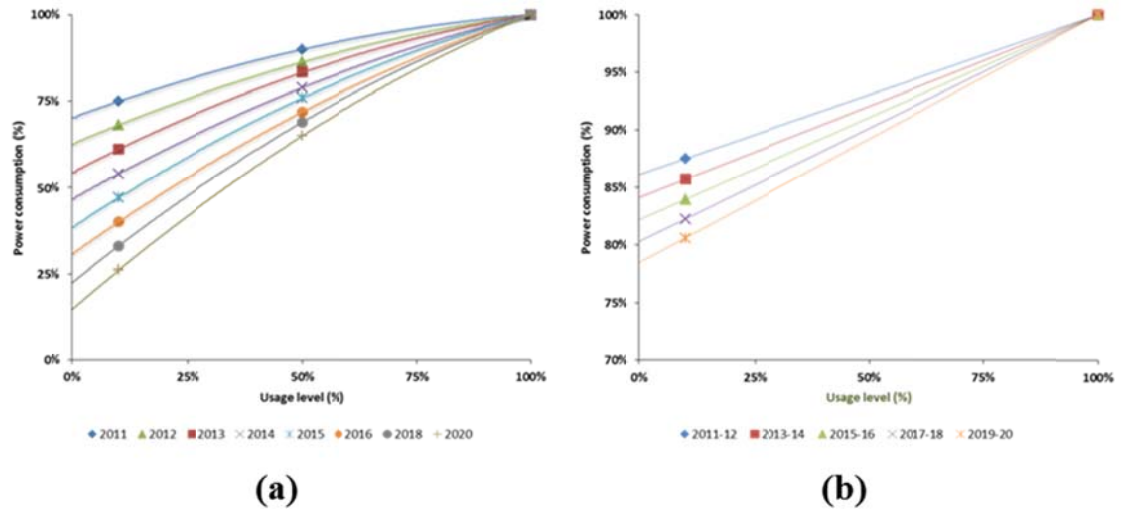 100%
75%
50%
25%
0%
Power consumption (%)
0% 25% 50% 75% 100%
Usage level (%)
2011 2012 2013 2014 2015 2016 2018 2020
(a)
100%
95%
90%
85%
80%
75%
70%
Power consumption (%)
0% 25% 50% 75% 100%
Usage level (%)
2011-12 2013-14 2015-16 2017-18 2019-20
(b)